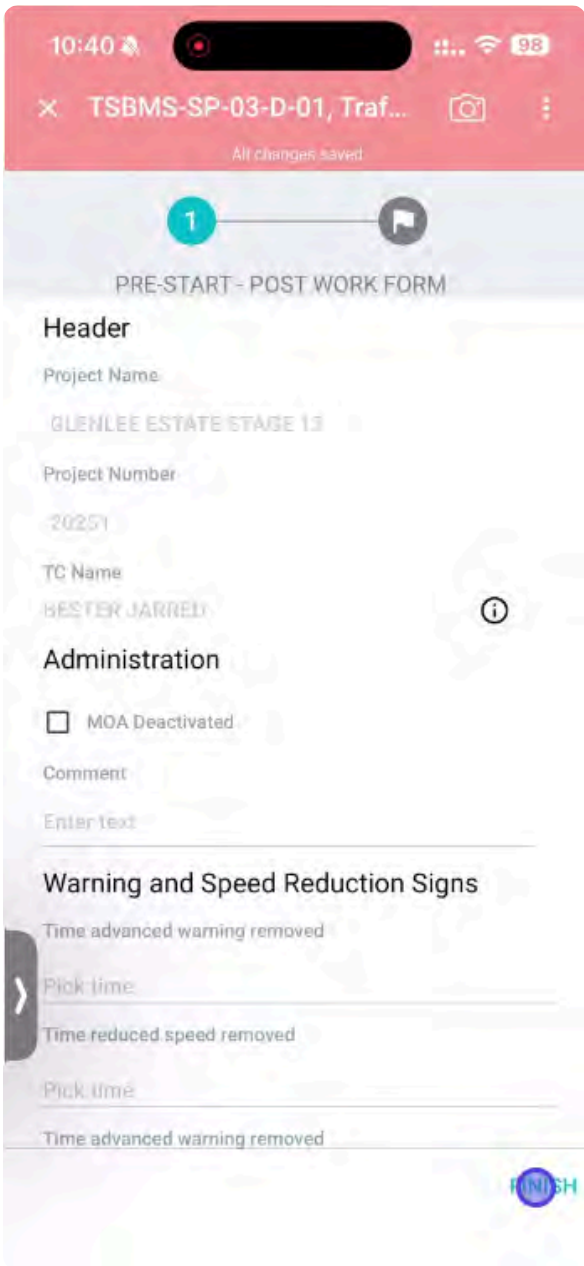 10:40
98
TSBMS-SP-03-D-01, Traf...
All changes saved
1
PRE-START - POST WORK FORM
Header
Project Name
GLENLEE ESTATE STAGE 13
Project Number
20251
TC Name
BESTER JARRED
Administration
MOA Deactivated
Comment
Enter text
Warning and Speed Reduction Signs
Time advanced warning removed
Pick time
Time reduced speed removed
Pick time
Time advanced warning removed
FINISH